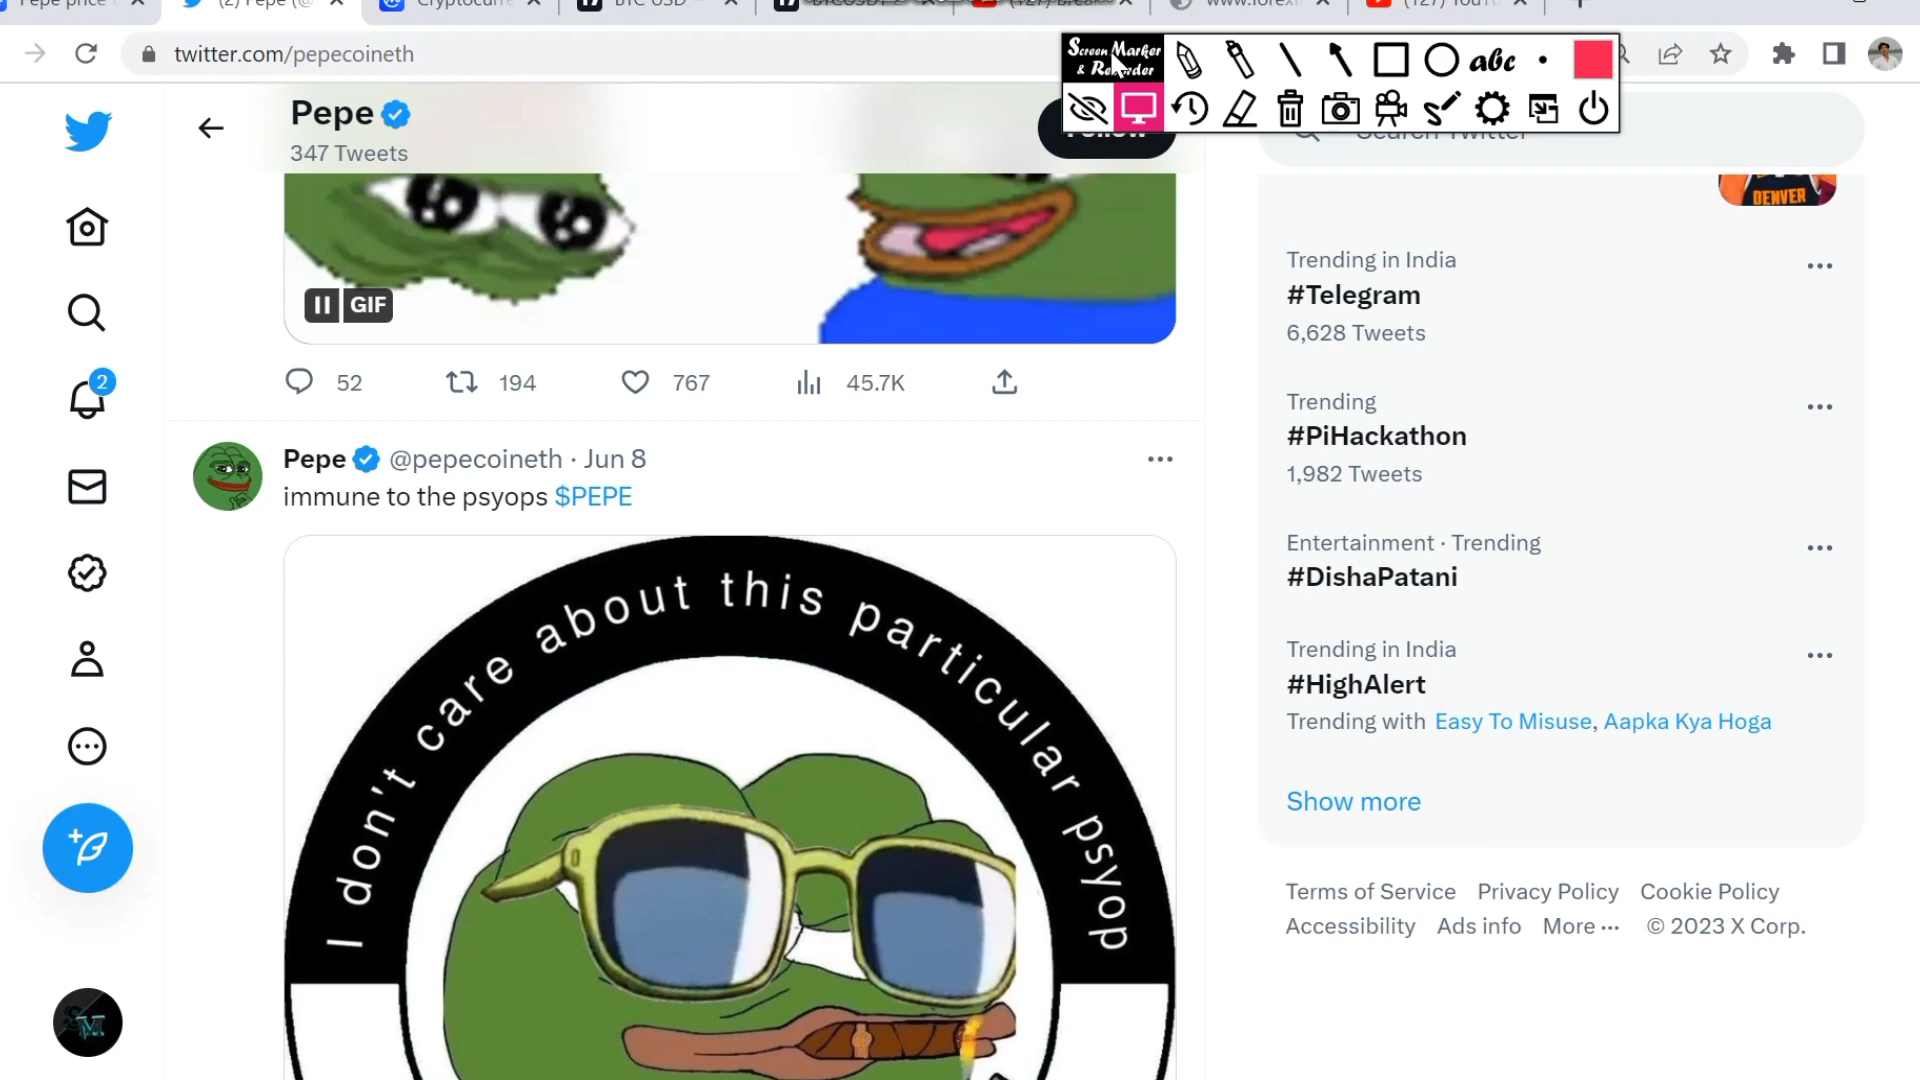 twitter.com/pepecoineth
Screen Marker
& Recorder
abc
Pepe
347 Tweets
Search Twitter
DENVER
GIF
52
194
767
45.7K
Pepe @pepecoineth · Jun 8
immune to the psyops $PEPE
I don't care about this particular psyop
2
M
Trending in India
#Telegram
6,628 Tweets
Trending
#PiHackathon
1,982 Tweets
Entertainment · Trending
#DishaPatani
Trending in India
#HighAlert
Trending with Easy To Misuse, Aapka Kya Hoga
Show more
Terms of Service Privacy Policy Cookie Policy
Accessibility Ads info More ··· © 2023 X Corp.